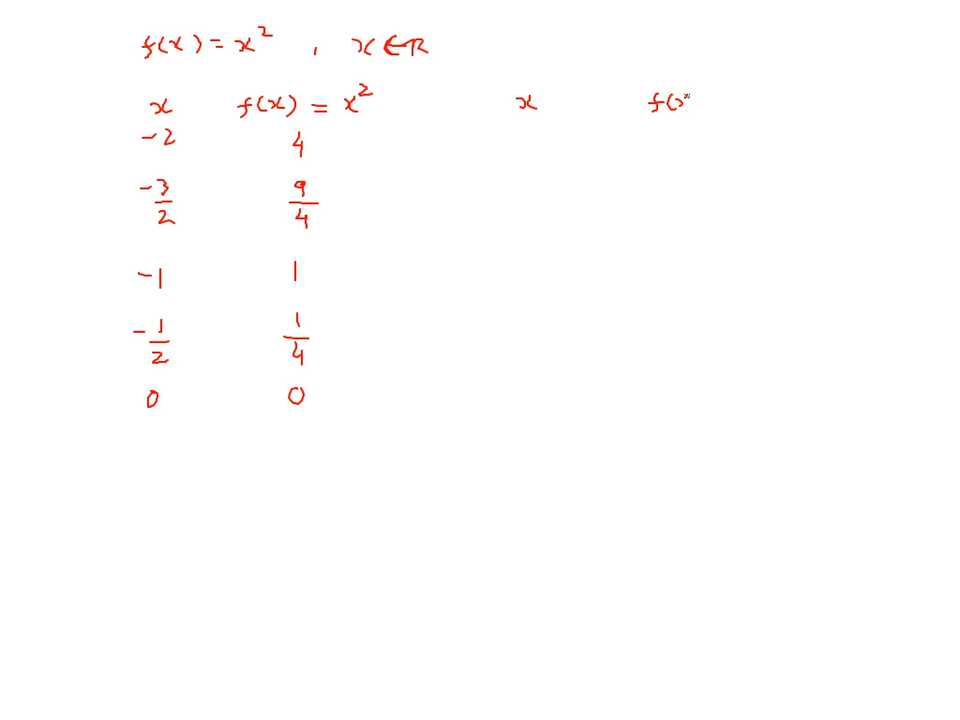 f(x) = x² , x ∈ R
x f(x) = x² x f(x
-2 4
-3/2 9/4
-1 1
-1/2 1/4
0 0